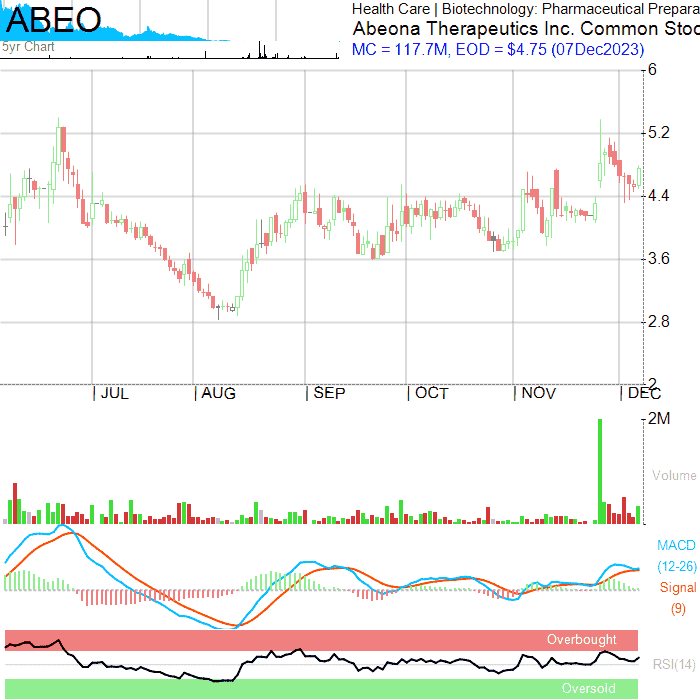 ABEO
5yr Chart
Health Care | Biotechnology: Pharmaceutical Prepara
Abeona Therapeutics Inc. Common Stoc
MC = 117.7M, EOD = $4.75 (07Dec2023)
6
5.2
4.4
3.6
2.8
2
JUL AUG SEP OCT NOV DEC
2M
Volume
MACD
(12-26)
Signal
(9)
Overbought
RSI(14)
Oversold